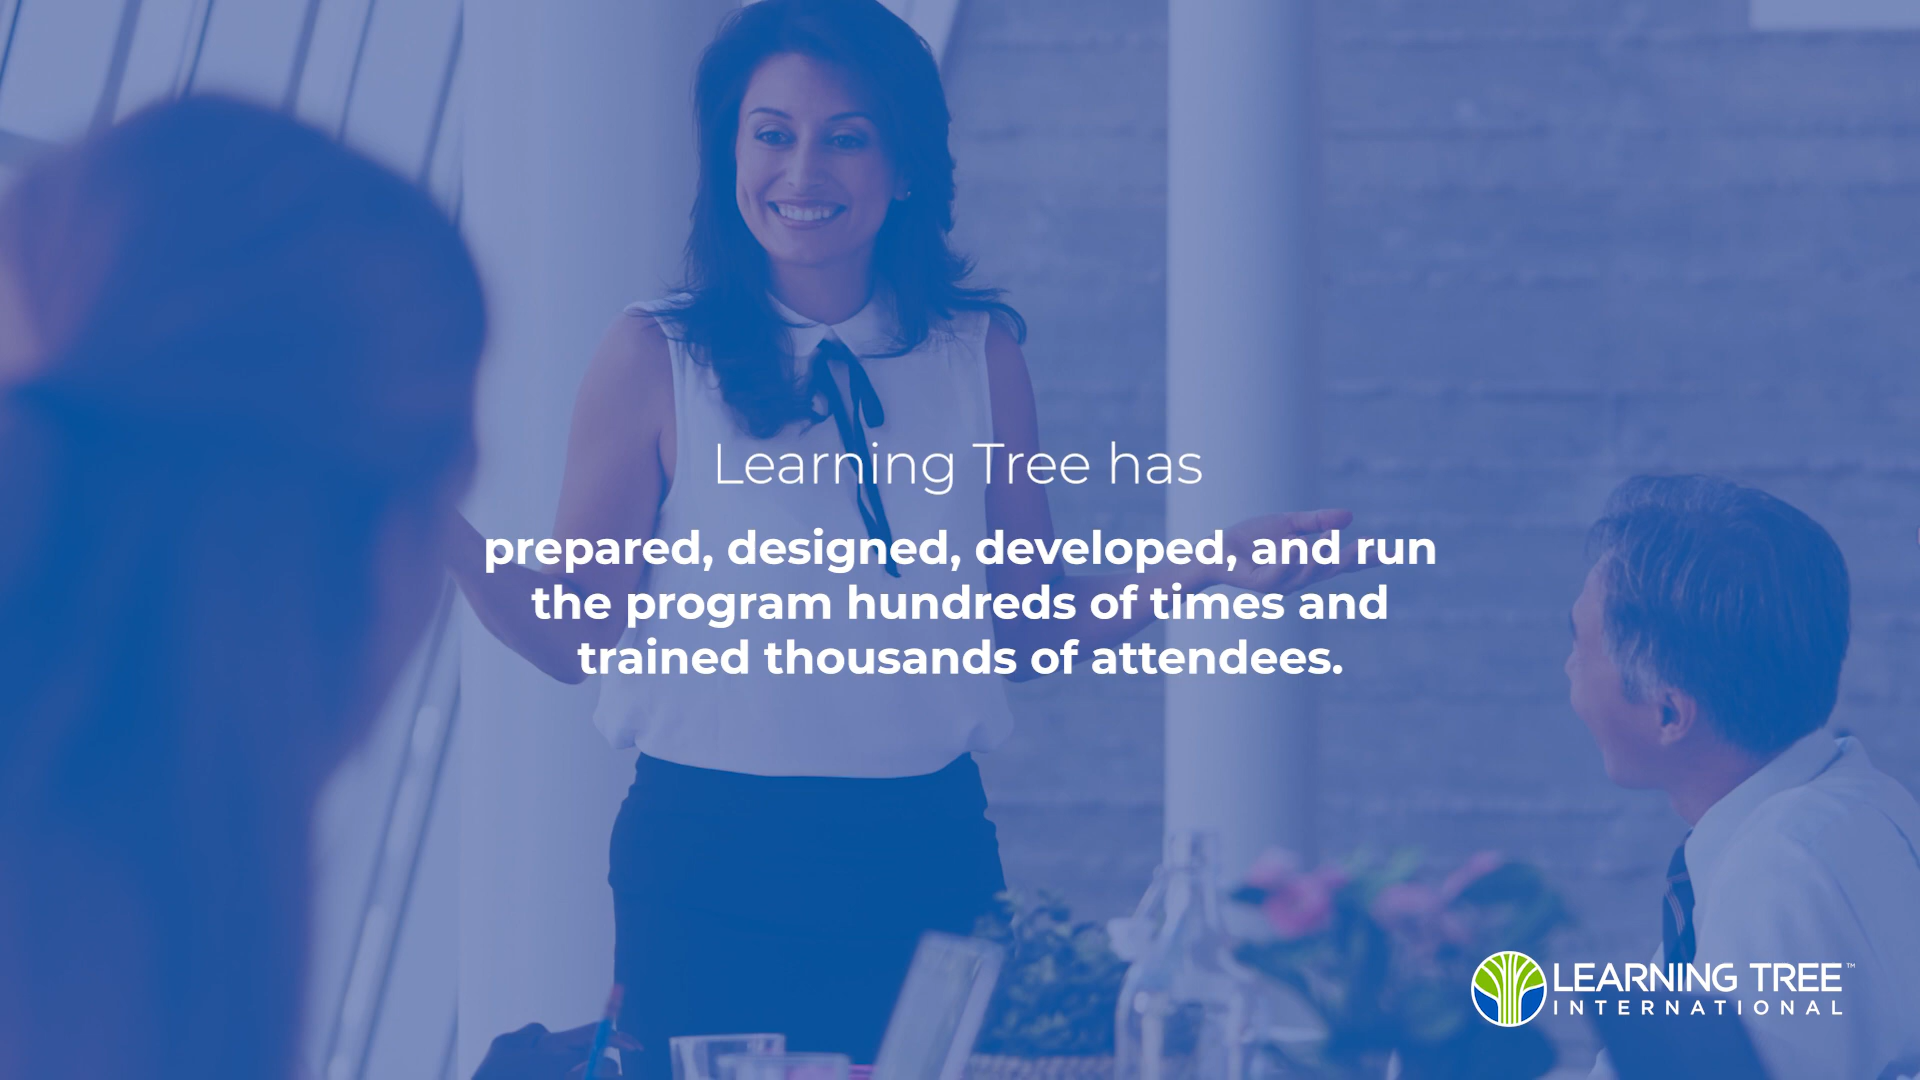 Learning Tree has
prepared, designed, developed, and run
the program hundreds of times and
trained thousands of attendees.
LEARNING TREE™
INTERNATIONAL